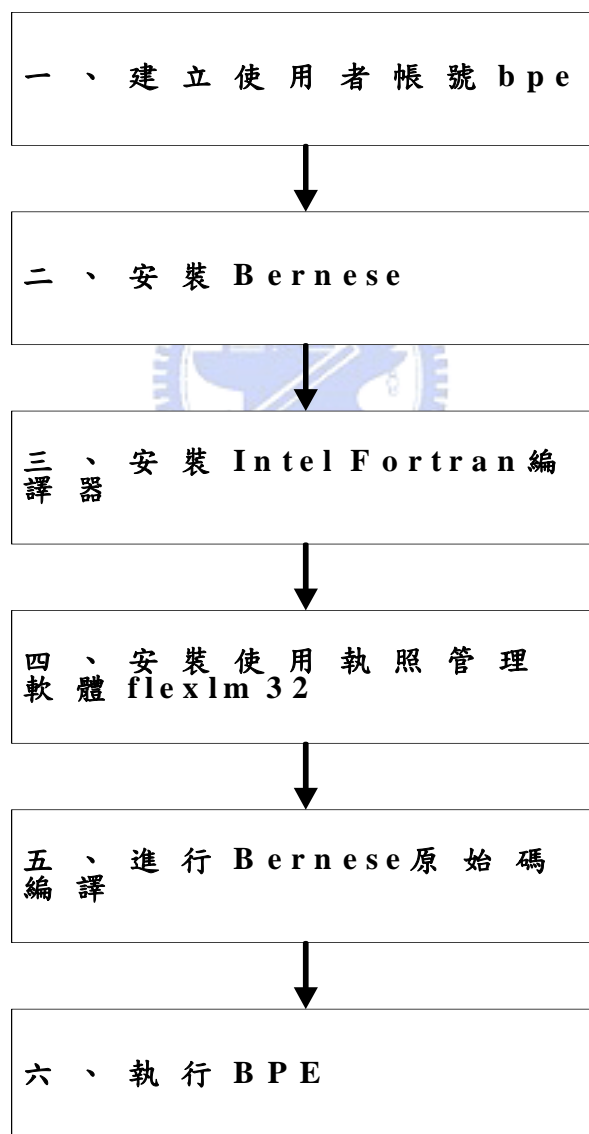 一、建立使用者帳號bpe
二、安裝Bernese
三、安裝Intel Fortran編
譯器
四、安裝使用執照管理
軟體flexlm32
五、進行Bernese原始碼
編譯
六、執行BPE